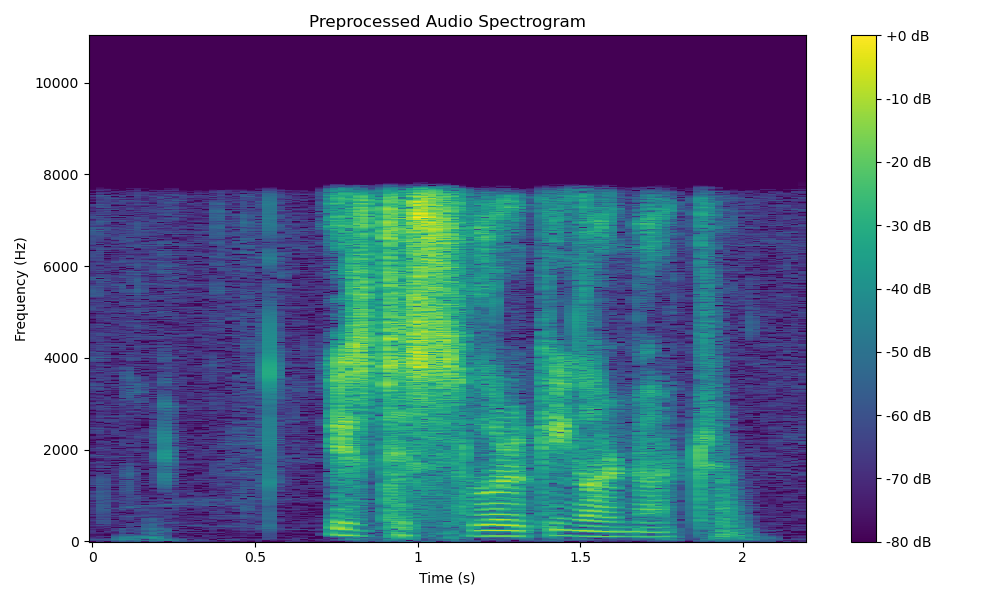 Preprocessed Audio Spectrogram
Frequency (Hz)
10000
8000
6000
4000
2000
0
0
0.5
1
1.5
2
Time (s)
+0 dB
-10 dB
-20 dB
-30 dB
-40 dB
-50 dB
-60 dB
-70 dB
-80 dB